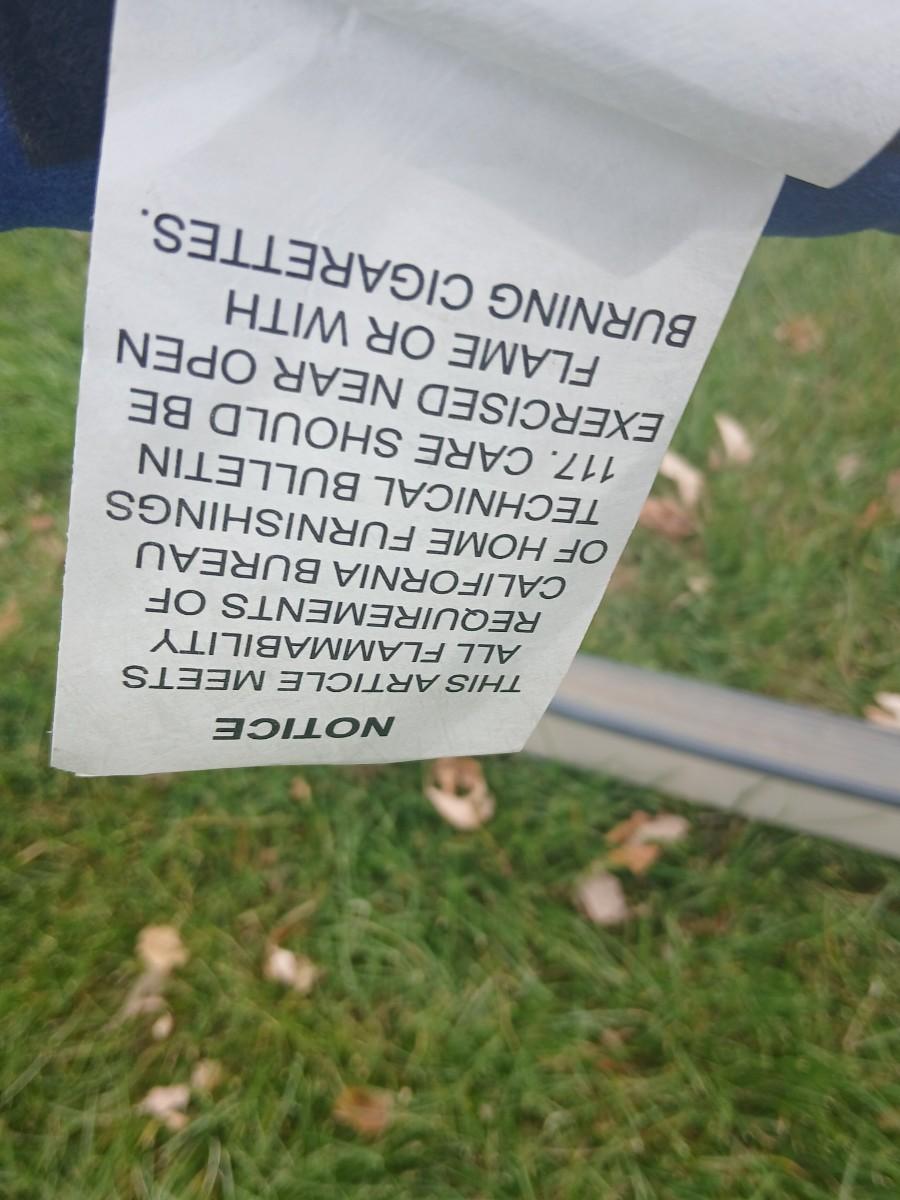 NOTICE
THIS ARTICLE MEETS
ALL FLAMMABILITY
REQUIREMENTS OF
CALIFORNIA BUREAU
OF HOME FURNISHINGS
TECHNICAL BULLETIN
117. CARE SHOULD BE
EXERCISED NEAR OPEN
FLAME OR WITH
BURNING CIGARETTES.